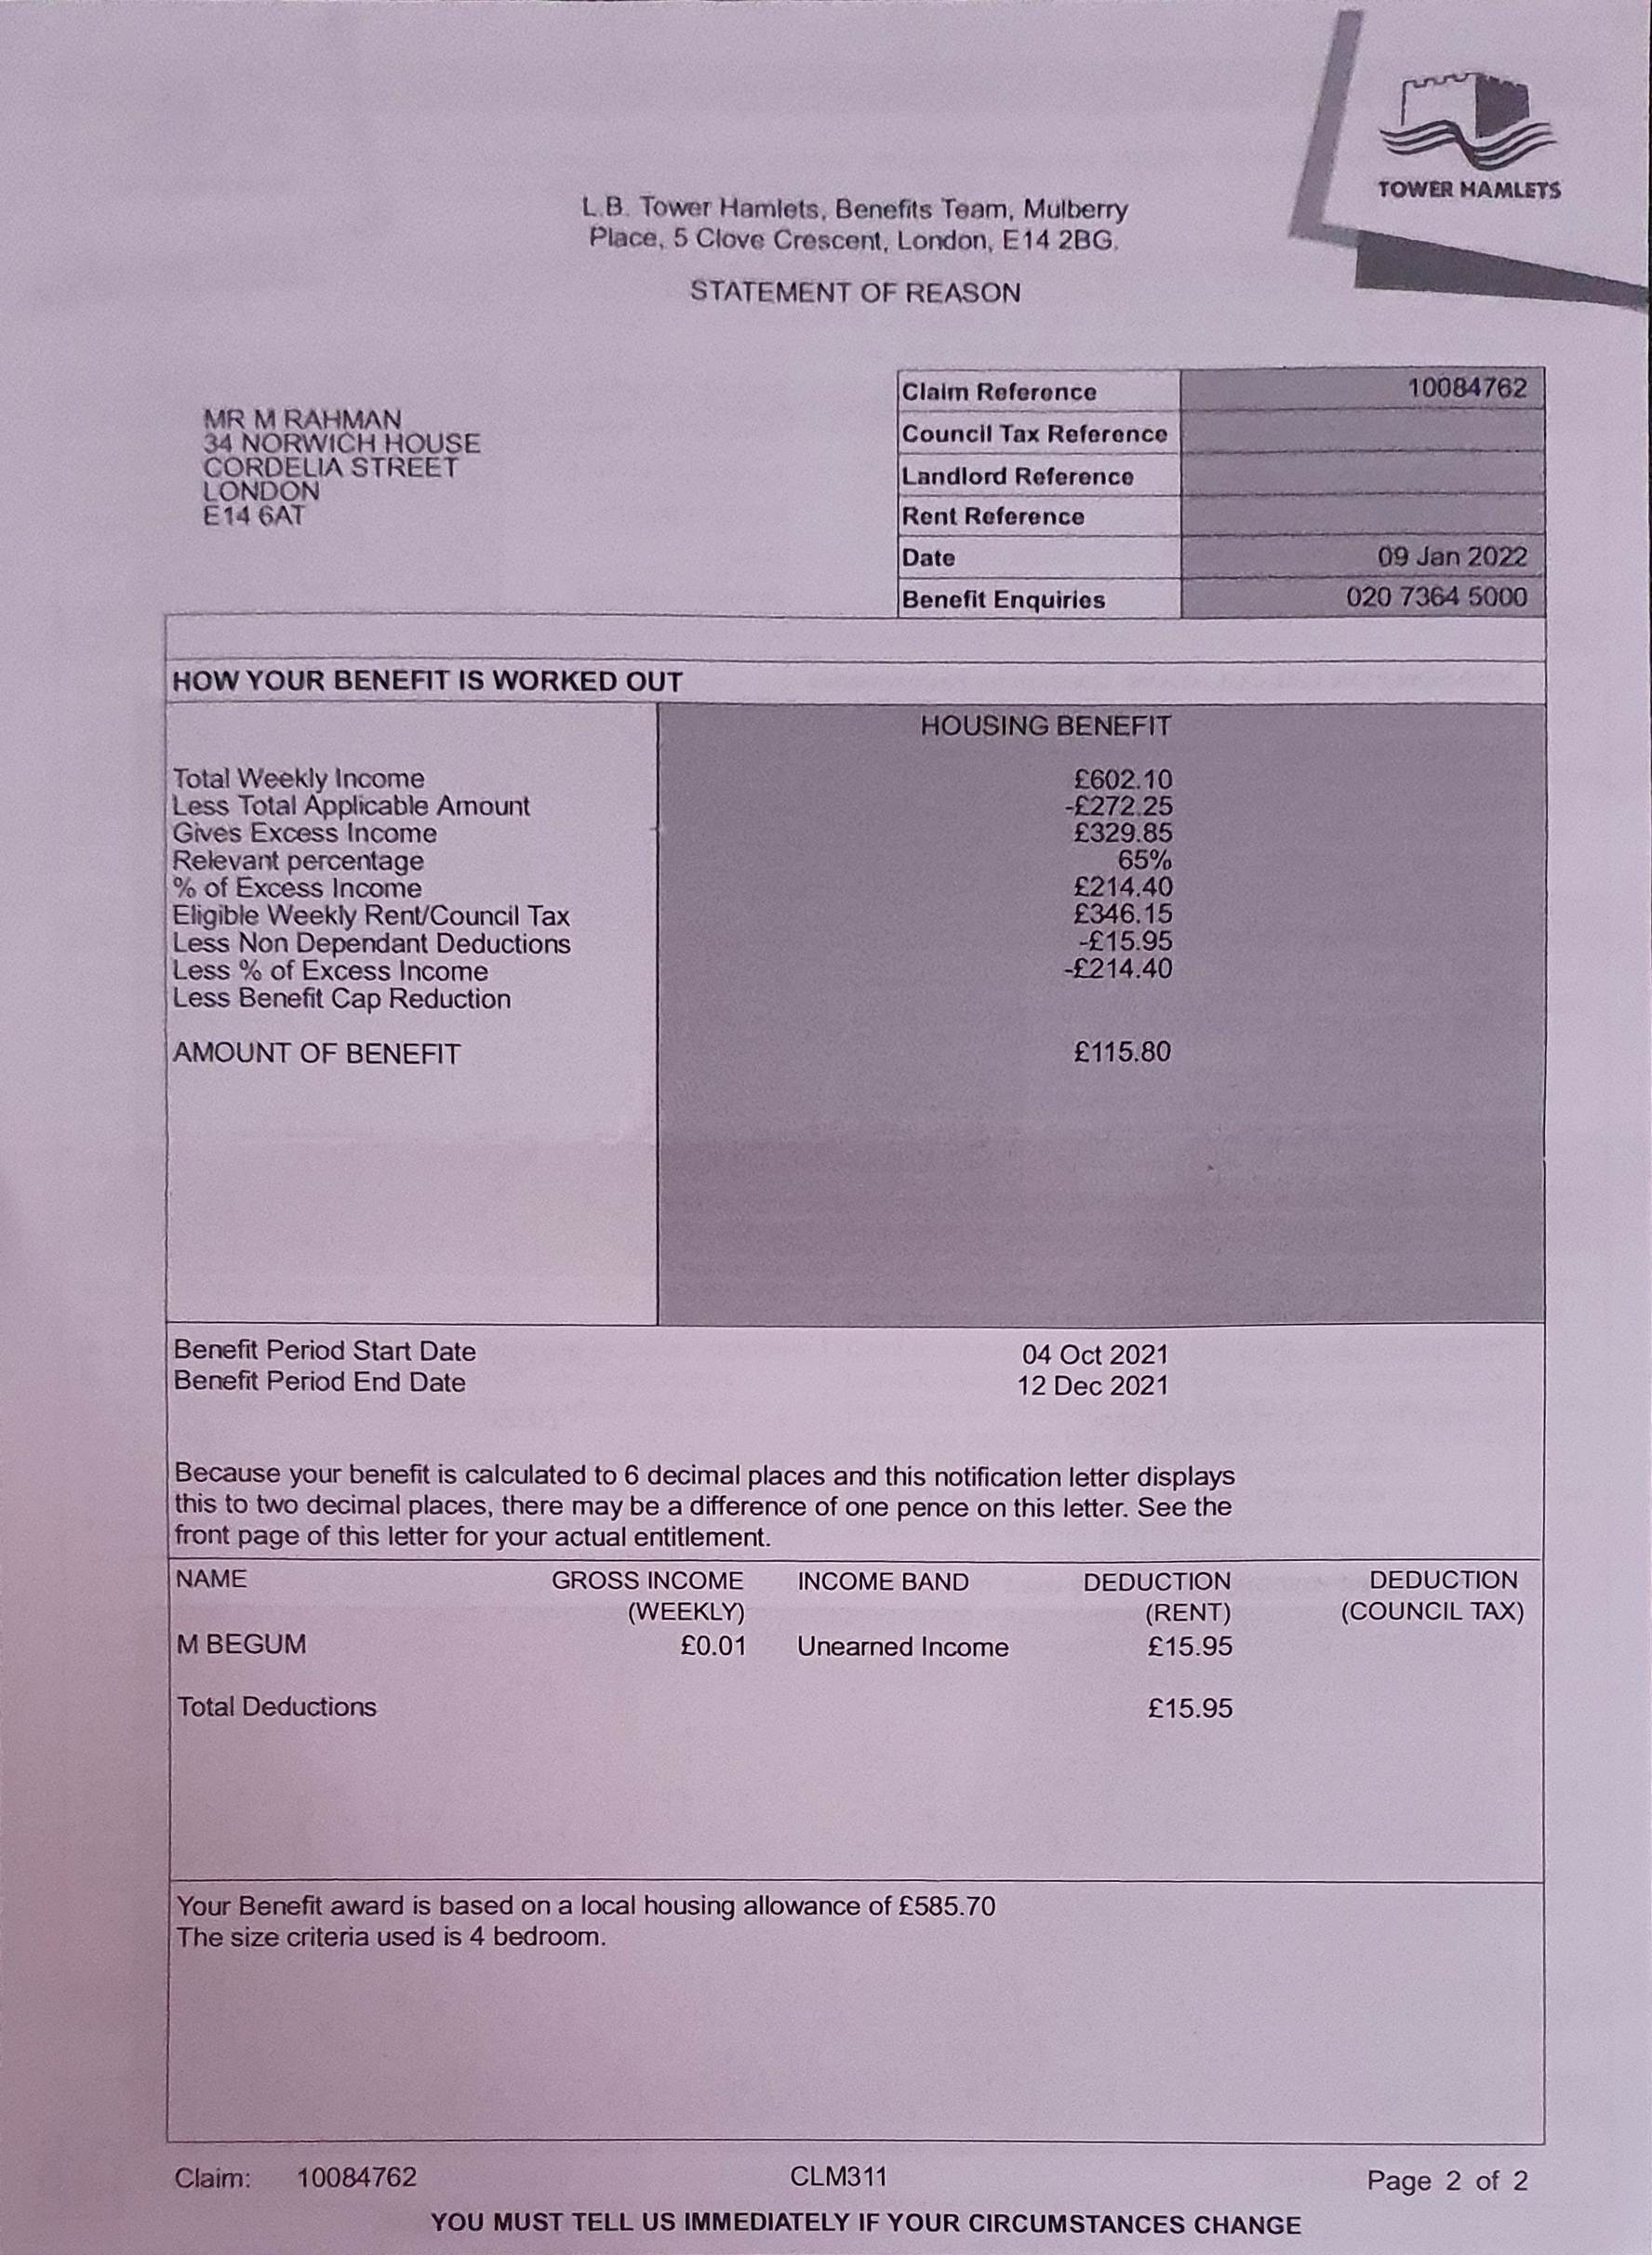 TOWER HAMLETS
L.B. Tower Hamlets, Benefits Team, Mulberry
Place, 5 Clove Crescent, London, E14 2BG.
STATEMENT OF REASON
MR M RAHMAN
34 NORWICH HOUSE
CORDELIA STREET
LONDON
E14 6AT
Claim Reference 10084762
Council Tax Reference
Landlord Reference
Rent Reference
Date 09 Jan 2022
Benefit Enquiries 020 7364 5000
HOW YOUR BENEFIT IS WORKED OUT
HOUSING BENEFIT
Total Weekly Income £602.10
Less Total Applicable Amount -£272.25
Gives Excess Income £329.85
Relevant percentage 65%
% of Excess Income £214.40
Eligible Weekly Rent/Council Tax £346.15
Less Non Dependant Deductions -£15.95
Less % of Excess Income -£214.40
Less Benefit Cap Reduction
AMOUNT OF BENEFIT £115.80
Benefit Period Start Date 04 Oct 2021
Benefit Period End Date 12 Dec 2021
Because your benefit is calculated to 6 decimal places and this notification letter displays
this to two decimal places, there may be a difference of one pence on this letter. See the
front page of this letter for your actual entitlement.
NAME GROSS INCOME INCOME BAND DEDUCTION DEDUCTION
(WEEKLY) (RENT) (COUNCIL TAX)
M BEGUM £0.01 Unearned Income £15.95
Total Deductions £15.95
Your Benefit award is based on a local housing allowance of £585.70
The size criteria used is 4 bedroom.
Claim: 10084762 CLM311 Page 2 of 2
YOU MUST TELL US IMMEDIATELY IF YOUR CIRCUMSTANCES CHANGE